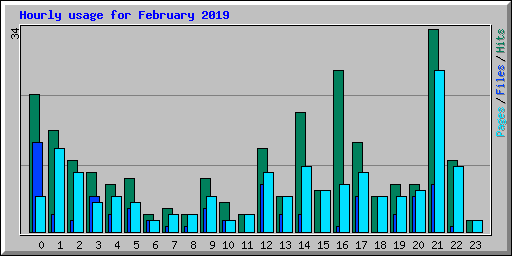 Hourly usage for February 2019
34
Pages / Files / Hits
0 1 2 3 4 5 6 7 8 9 10 11 12 13 14 15 16 17 18 19 20 21 22 23